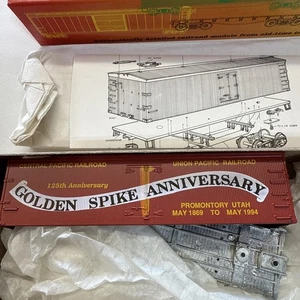 CENTRAL PACIFIC RAILROAD
UNION PACIFIC RAILROAD
125th Anniversary
GOLDEN SPIKE ANNIVERSARY
PROMONTORY UTAH
MAY 1869 TO MAY 1994